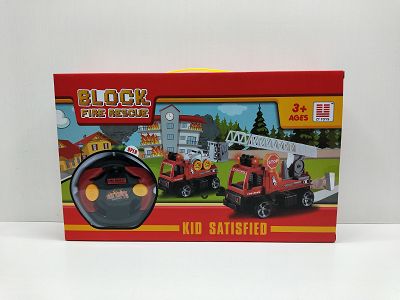 BLOCK
FIRE RESCUE
3+
AGES
KID SATISFIED